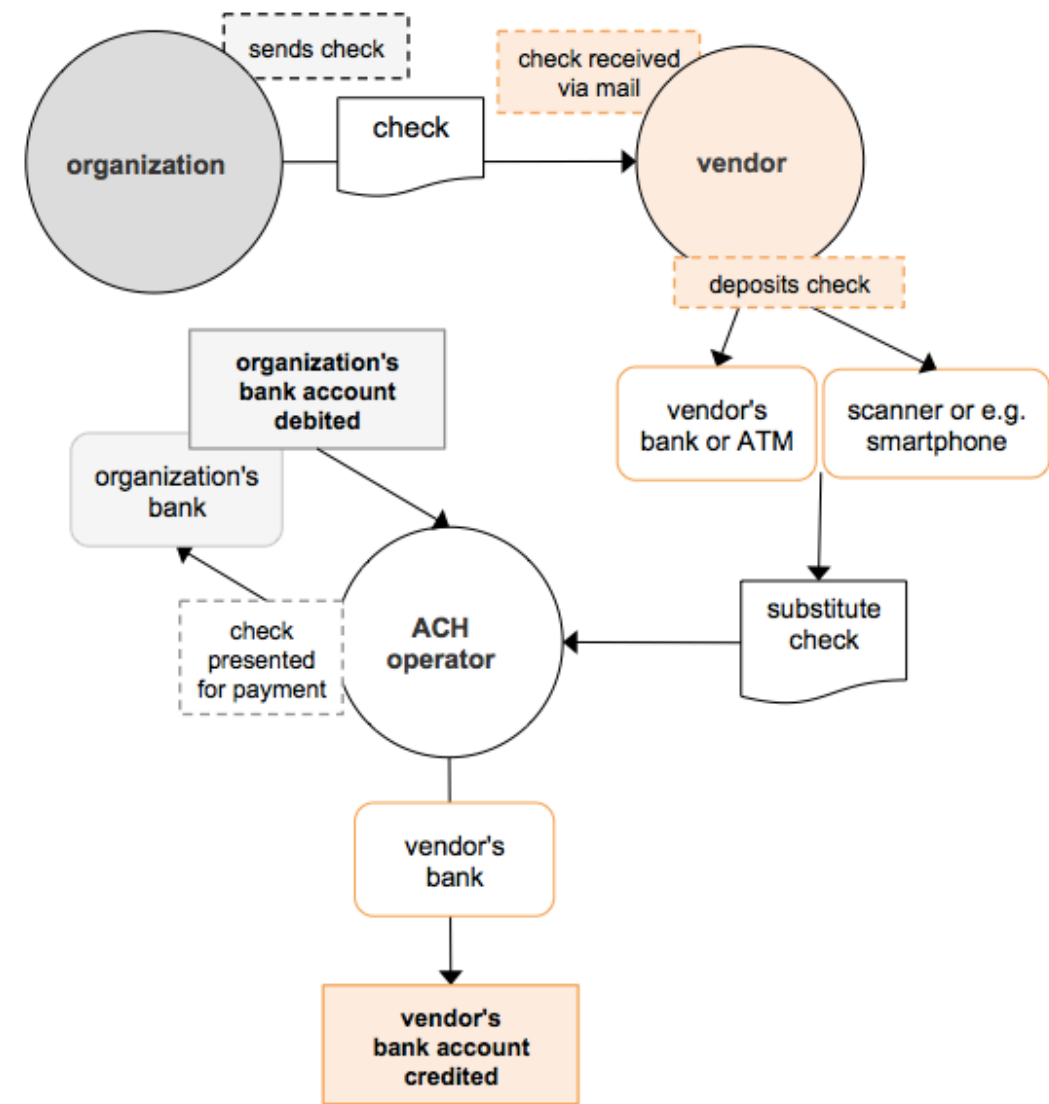 sends check
check received
via mail
check
organization
vendor
deposits check
organization's
bank account
debited
vendor's
bank or ATM
scanner or e.g.
smartphone
organization's
bank
substitute
check
ACH
operator
check
presented
for payment
vendor's
bank
vendor's
bank account
credited